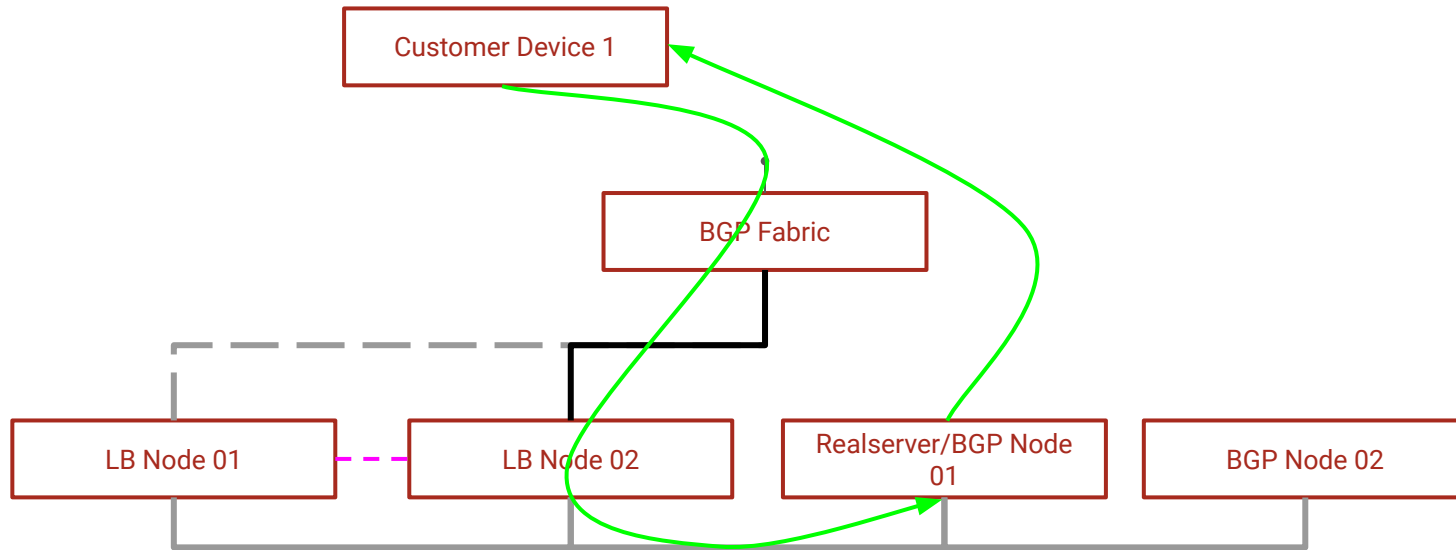 Customer Device 1
BGP Fabric
LB Node 01
LB Node 02
Realserver/BGP Node
01
BGP Node 02